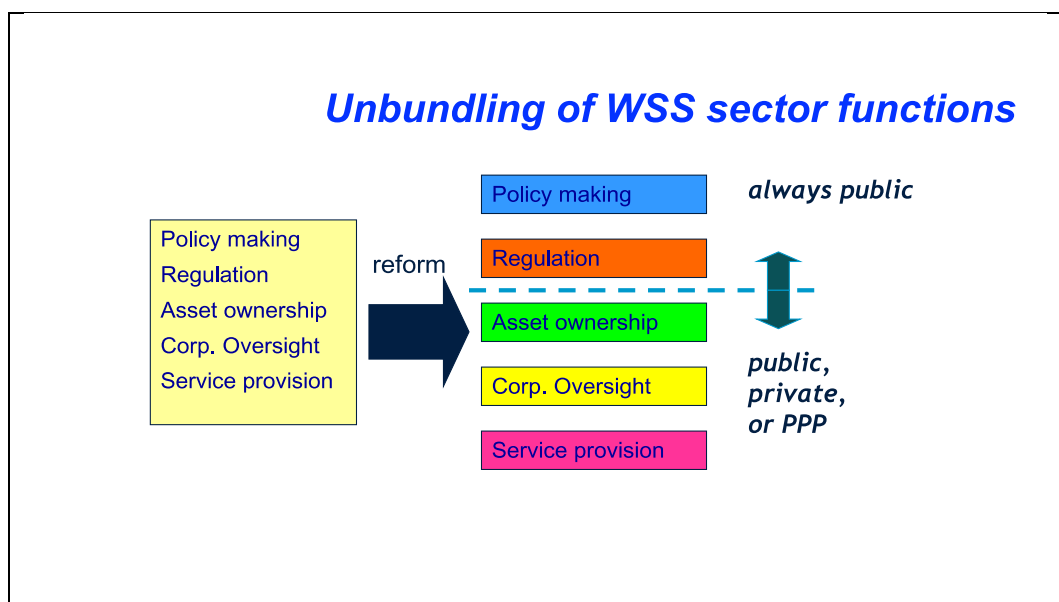 Unbundling of WSS sector functions
Policy making
Regulation
Asset ownership
Corp. Oversight
Service provision
reform
Policy making
Regulation
Asset ownership
Corp. Oversight
Service provision
always public
public,
private,
or PPP